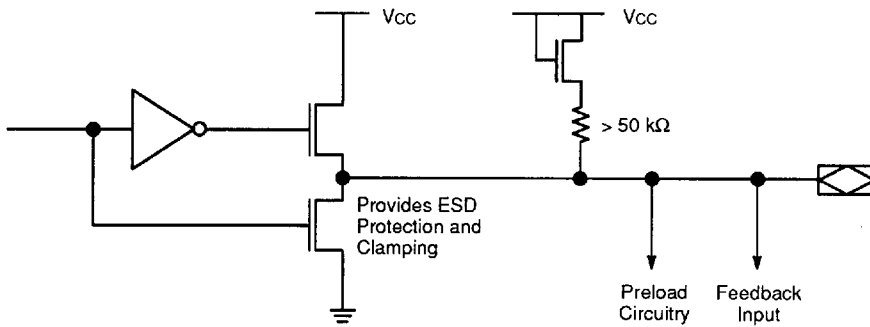 VCC
VCC
> 50 kΩ
Provides ESD
Protection and
Clamping
Preload
Circuitry
Feedback
Input